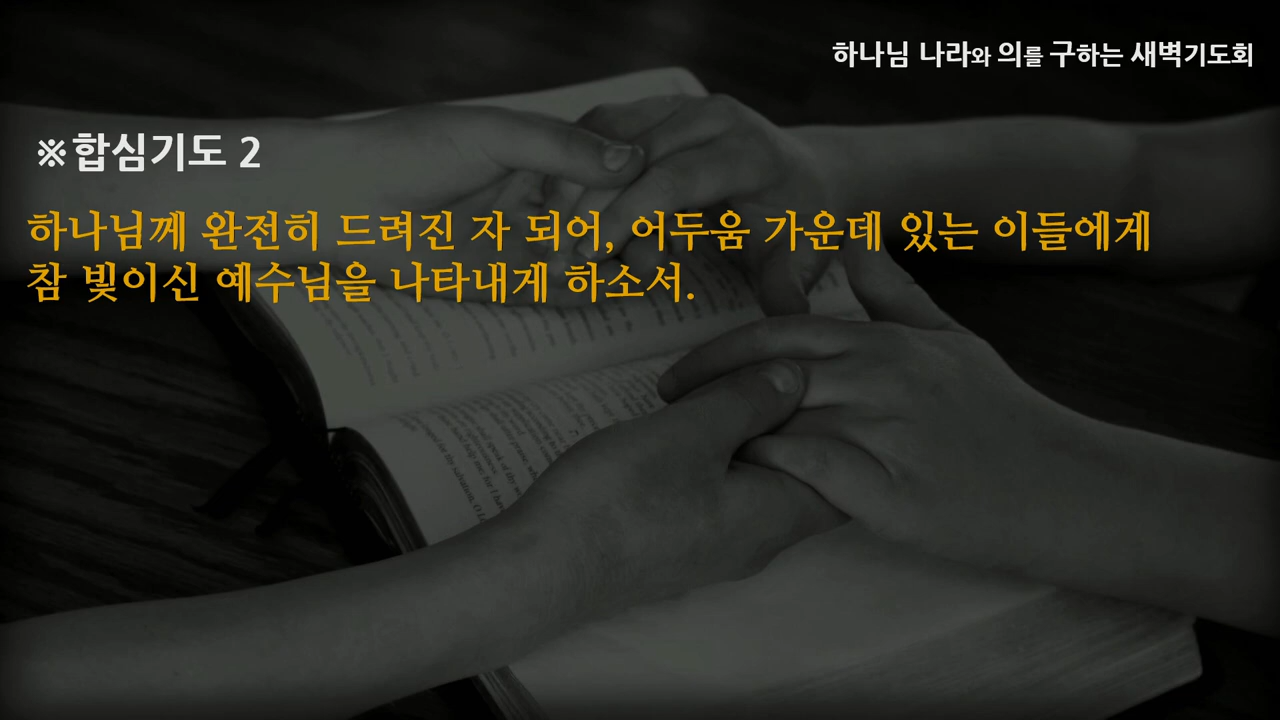 하나님 나라와 의를 구하는 새벽기도회
※합심기도 2
하나님께 완전히 드려진 자 되어, 어두움 가운데 있는 이들에게
참 빛이신 예수님을 나타내게 하소서.